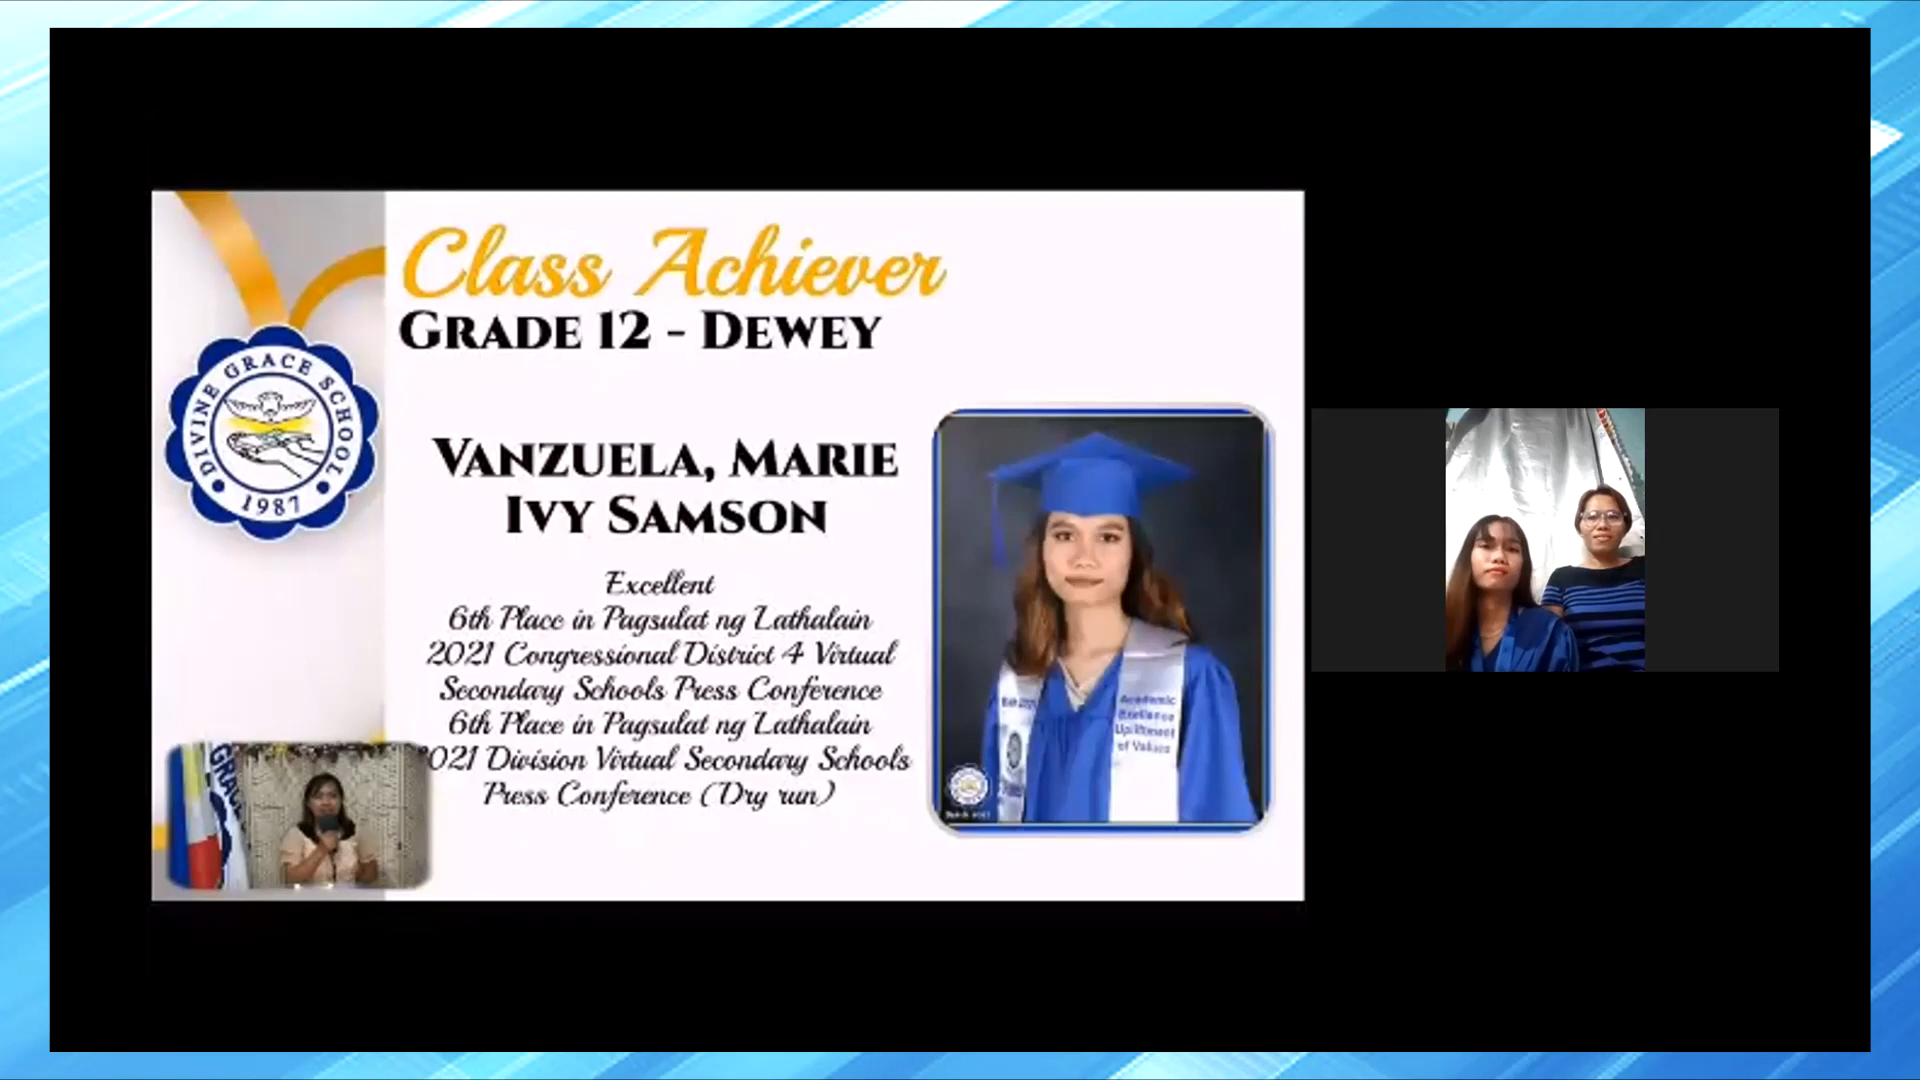 Class Achiever
GRADE 12 - DEWEY
DIVINE GRACE SCHOOL
1987
VANZUELA, MARIE
IVY SAMSON
Excellent
6th Place in Pagsulat ng Lathalain
2021 Congressional District 4 Virtual
Secondary Schools Press Conference
6th Place in Pagsulat ng Lathalain
2021 Division Virtual Secondary Schools
Press Conference (Dry run)
Academic
Excellence
Upliftment
of Values
GRACE